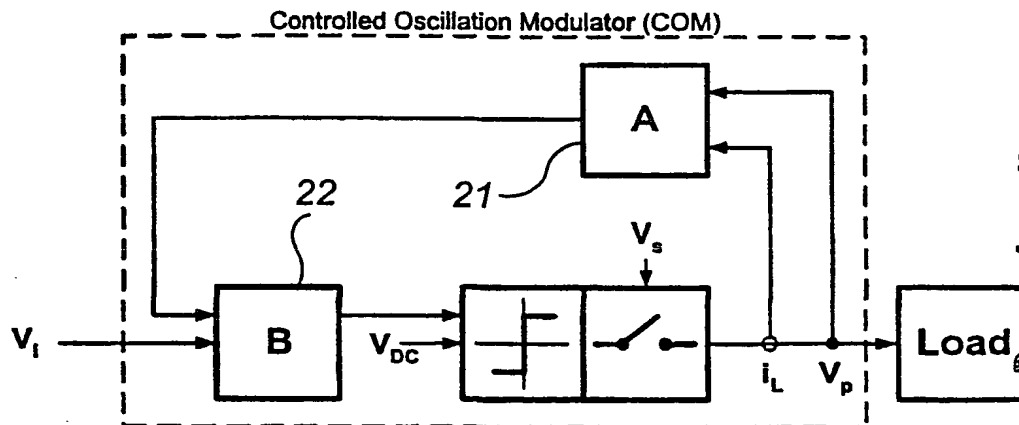 Controlled Oscillation Modulator (COM)
A
21
22
V_s
V_i
B
V_DC
i_L
V_p
Load